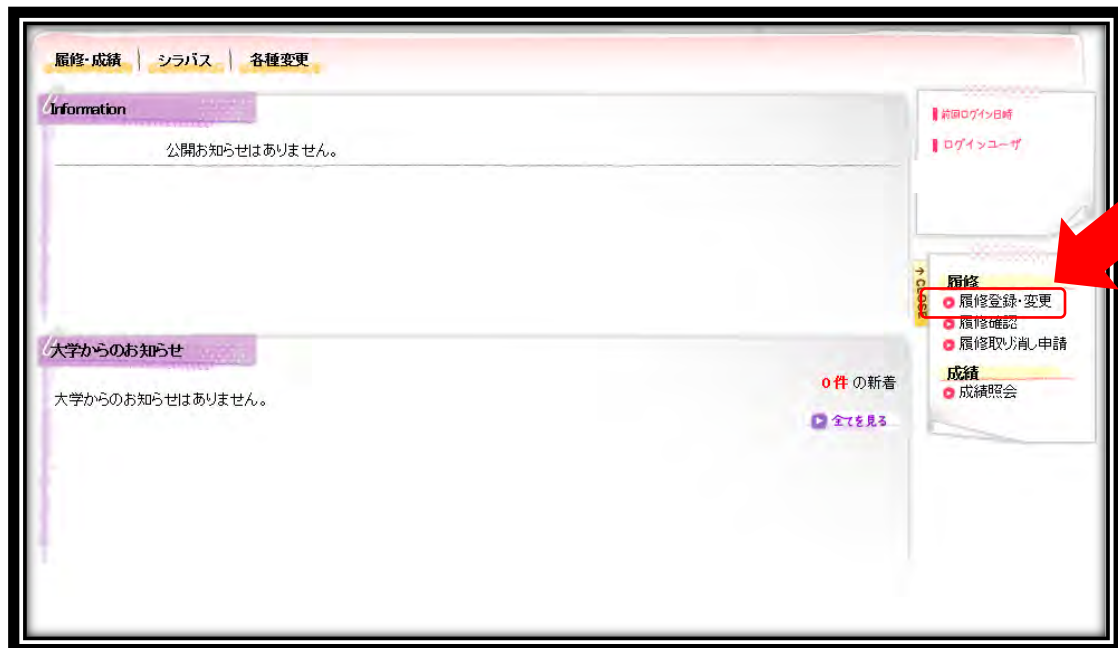 履修・成績 シラバス 各種変更
Information
公開お知らせはありません。
大学からのお知らせ
0件 の新着
大学からのお知らせはありません。
全てを見る
前回ログイン日時
ログインユーザ
→ CLOSE
履修
履修登録・変更
履修確認
履修取り消し申請
成績
成績照会